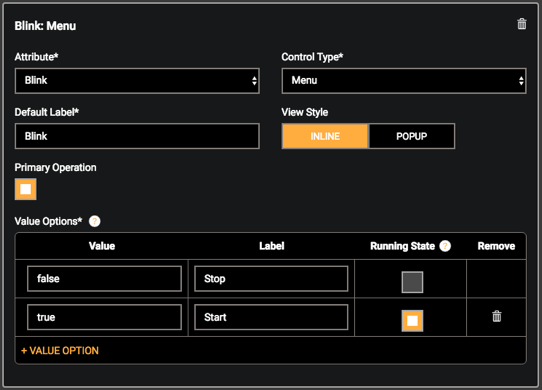 Blink: Menu
Attribute* Control Type*
Blink Menu
Default Label* View Style
Blink INLINE POPUP
Primary Operation
Value Options* ?
Value Label Running State ? Remove
false Stop
true Start
+ VALUE OPTION